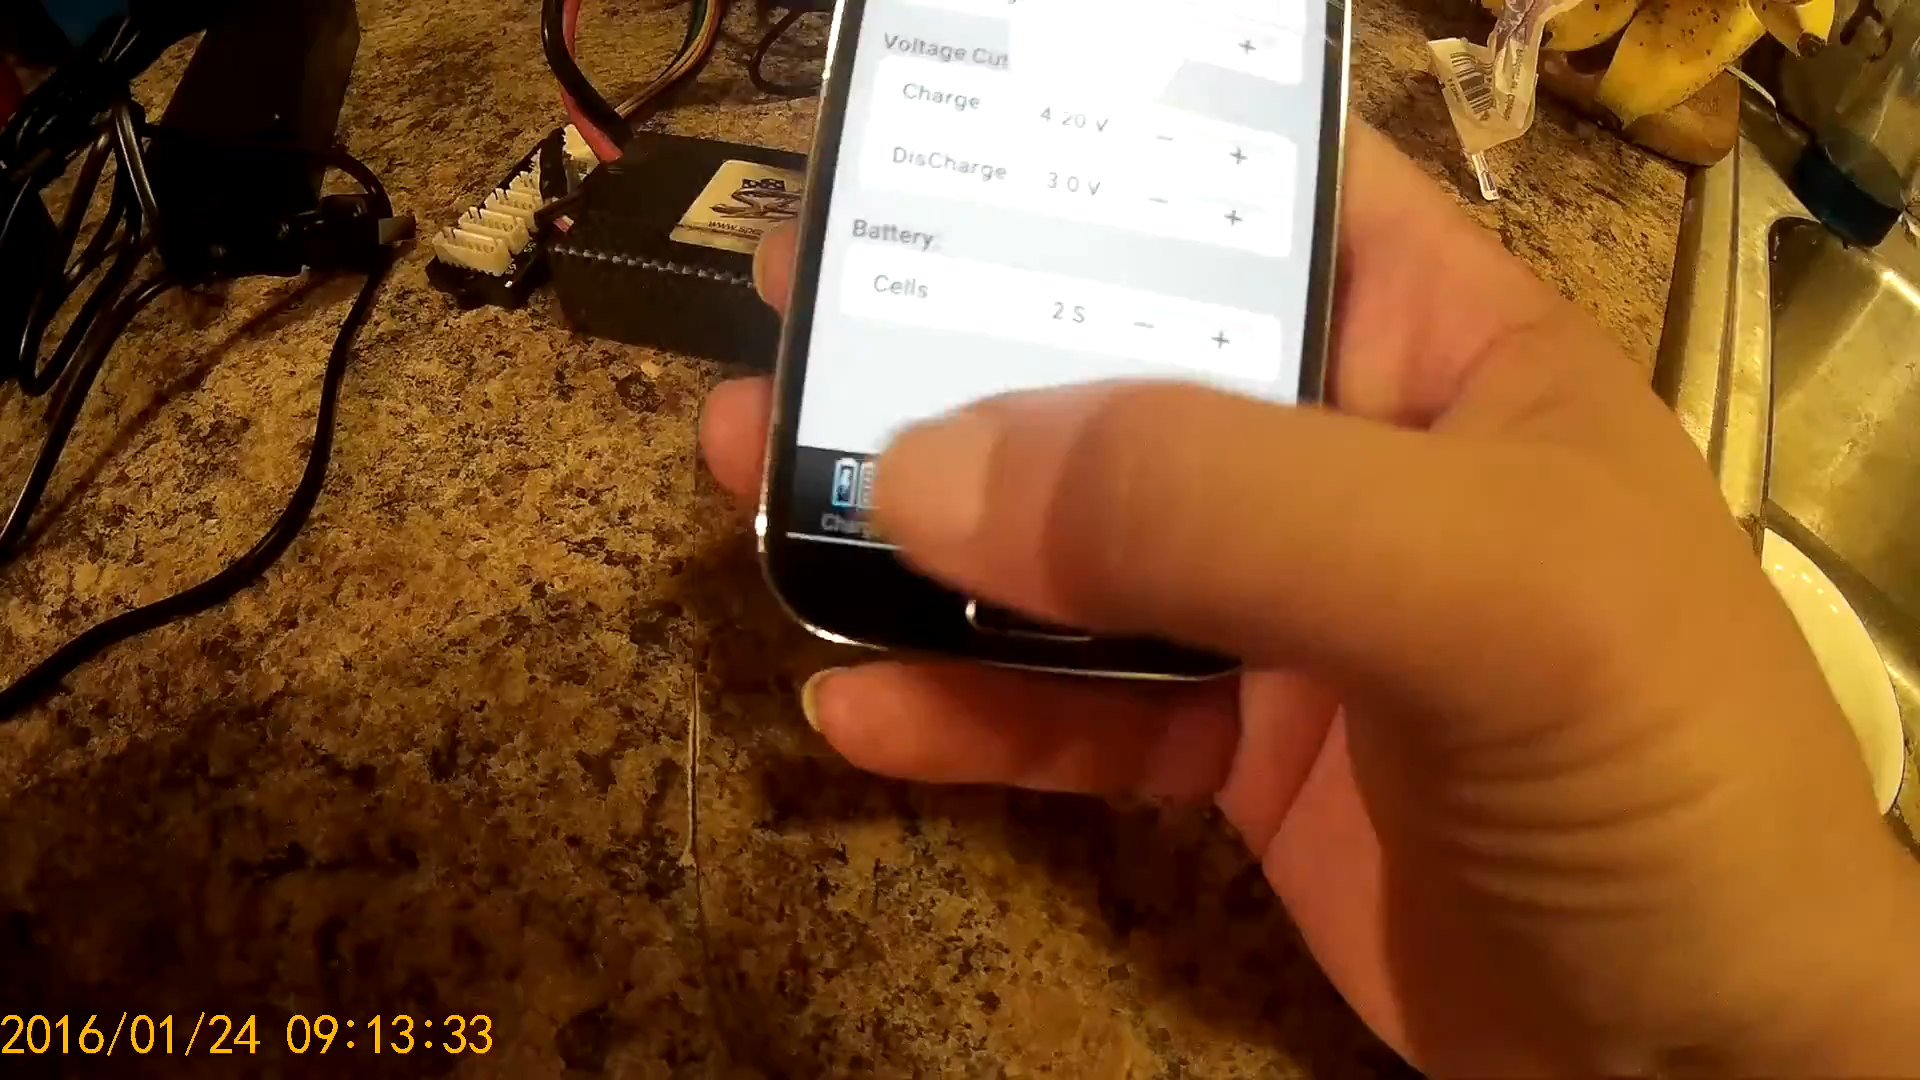 Voltage Cut
Charge 4.20 V − +
DisCharge 3.0 V − +
Battery:
Cells 2 S − +
2016/01/24 09:13:33